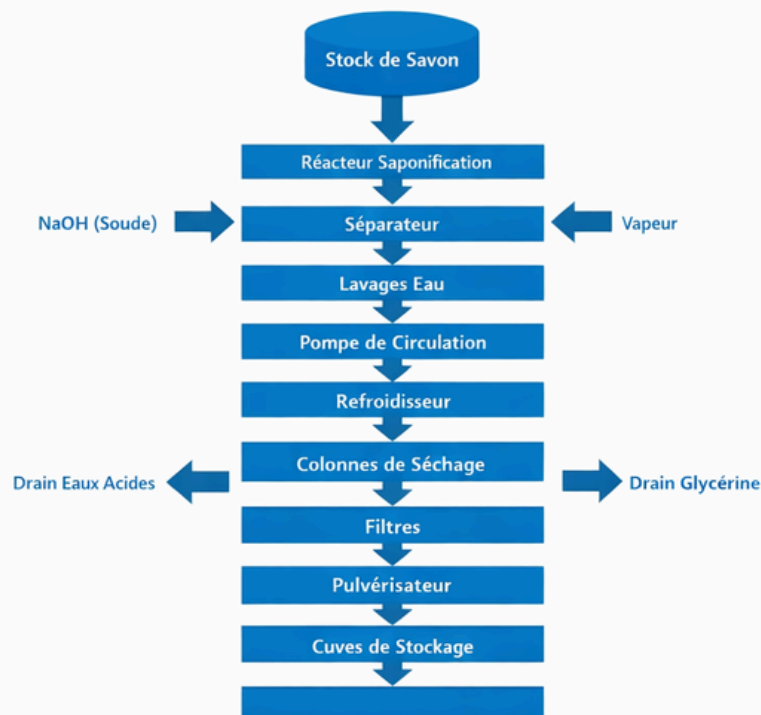 Stock de Savon
Réacteur Saponification
NaOH (Soude)
Séparateur
Vapeur
Lavages Eau
Pompe de Circulation
Refroidisseur
Colonnes de Séchage
Drain Eaux Acides
Drain Glycérine
Filtres
Pulvérisateur
Cuves de Stockage